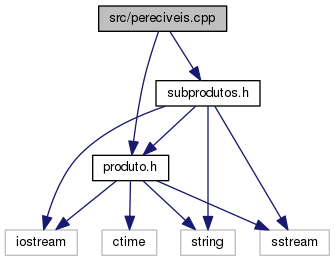 src/pereciveis.cpp
subprodutos.h
produto.h
iostream
ctime
string
sstream